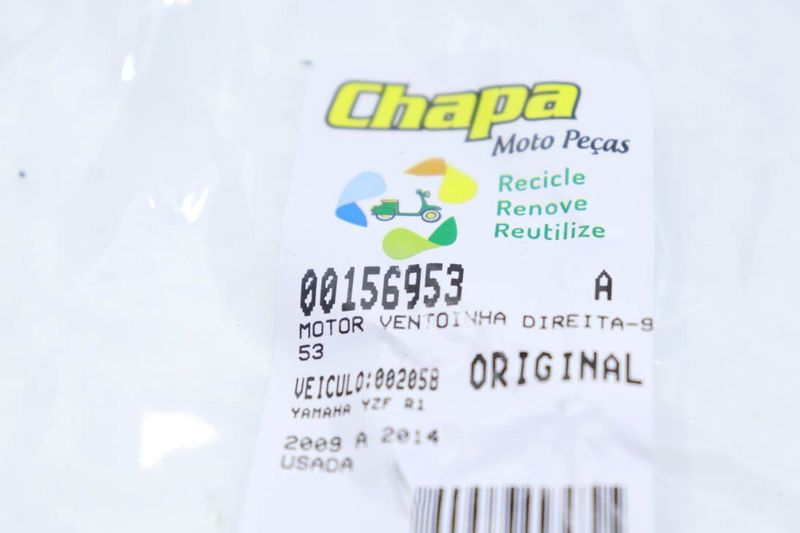 Chapa
Moto Peças
Recicle
Renove
Reutilize
00156953 A
MOTOR VENTOINHA DIREITA-9
53
VEICULO:002058 ORIGINAL
YAMAHA YZF R1
2009 A 2014
USADA